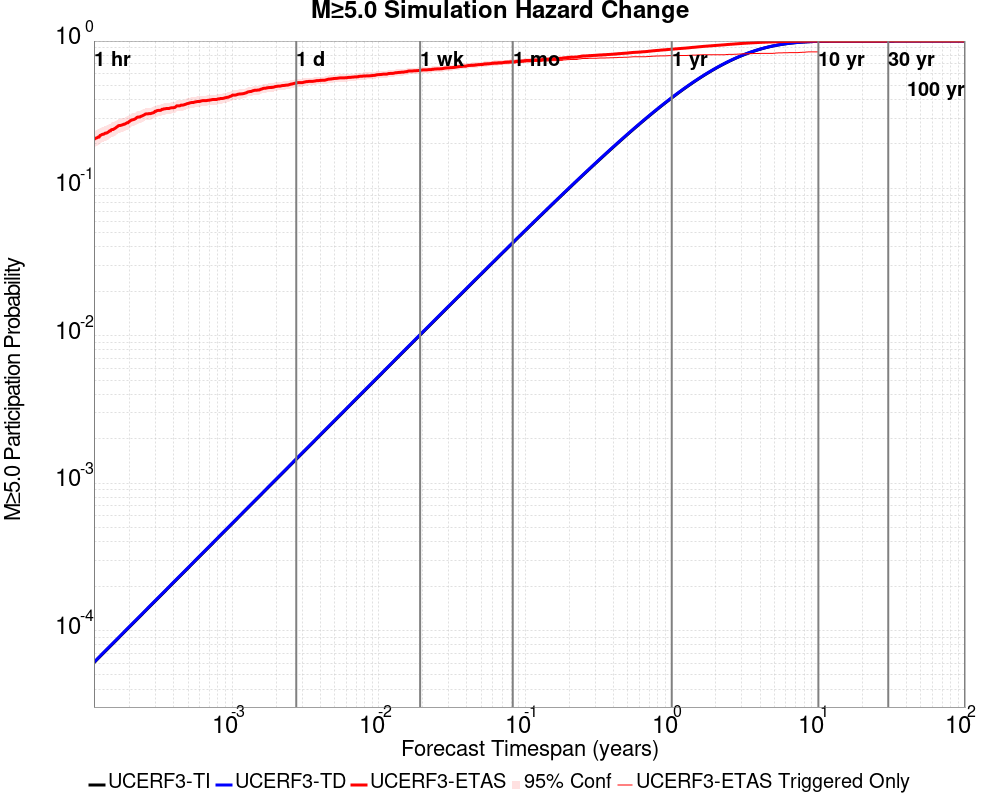 M≥5.0 Simulation Hazard Change
10^0
1 hr 1 d 1 wk 1 mo 1 yr 10 yr 30 yr
100 yr
10^-1
10^-2
10^-3
10^-4
M≥5.0 Participation Probability
10^-3 10^-2 10^-1 10^0 10^1 10^2
Forecast Timespan (years)
UCERF3-TI UCERF3-TD UCERF3-ETAS 95% Conf UCERF3-ETAS Triggered Only